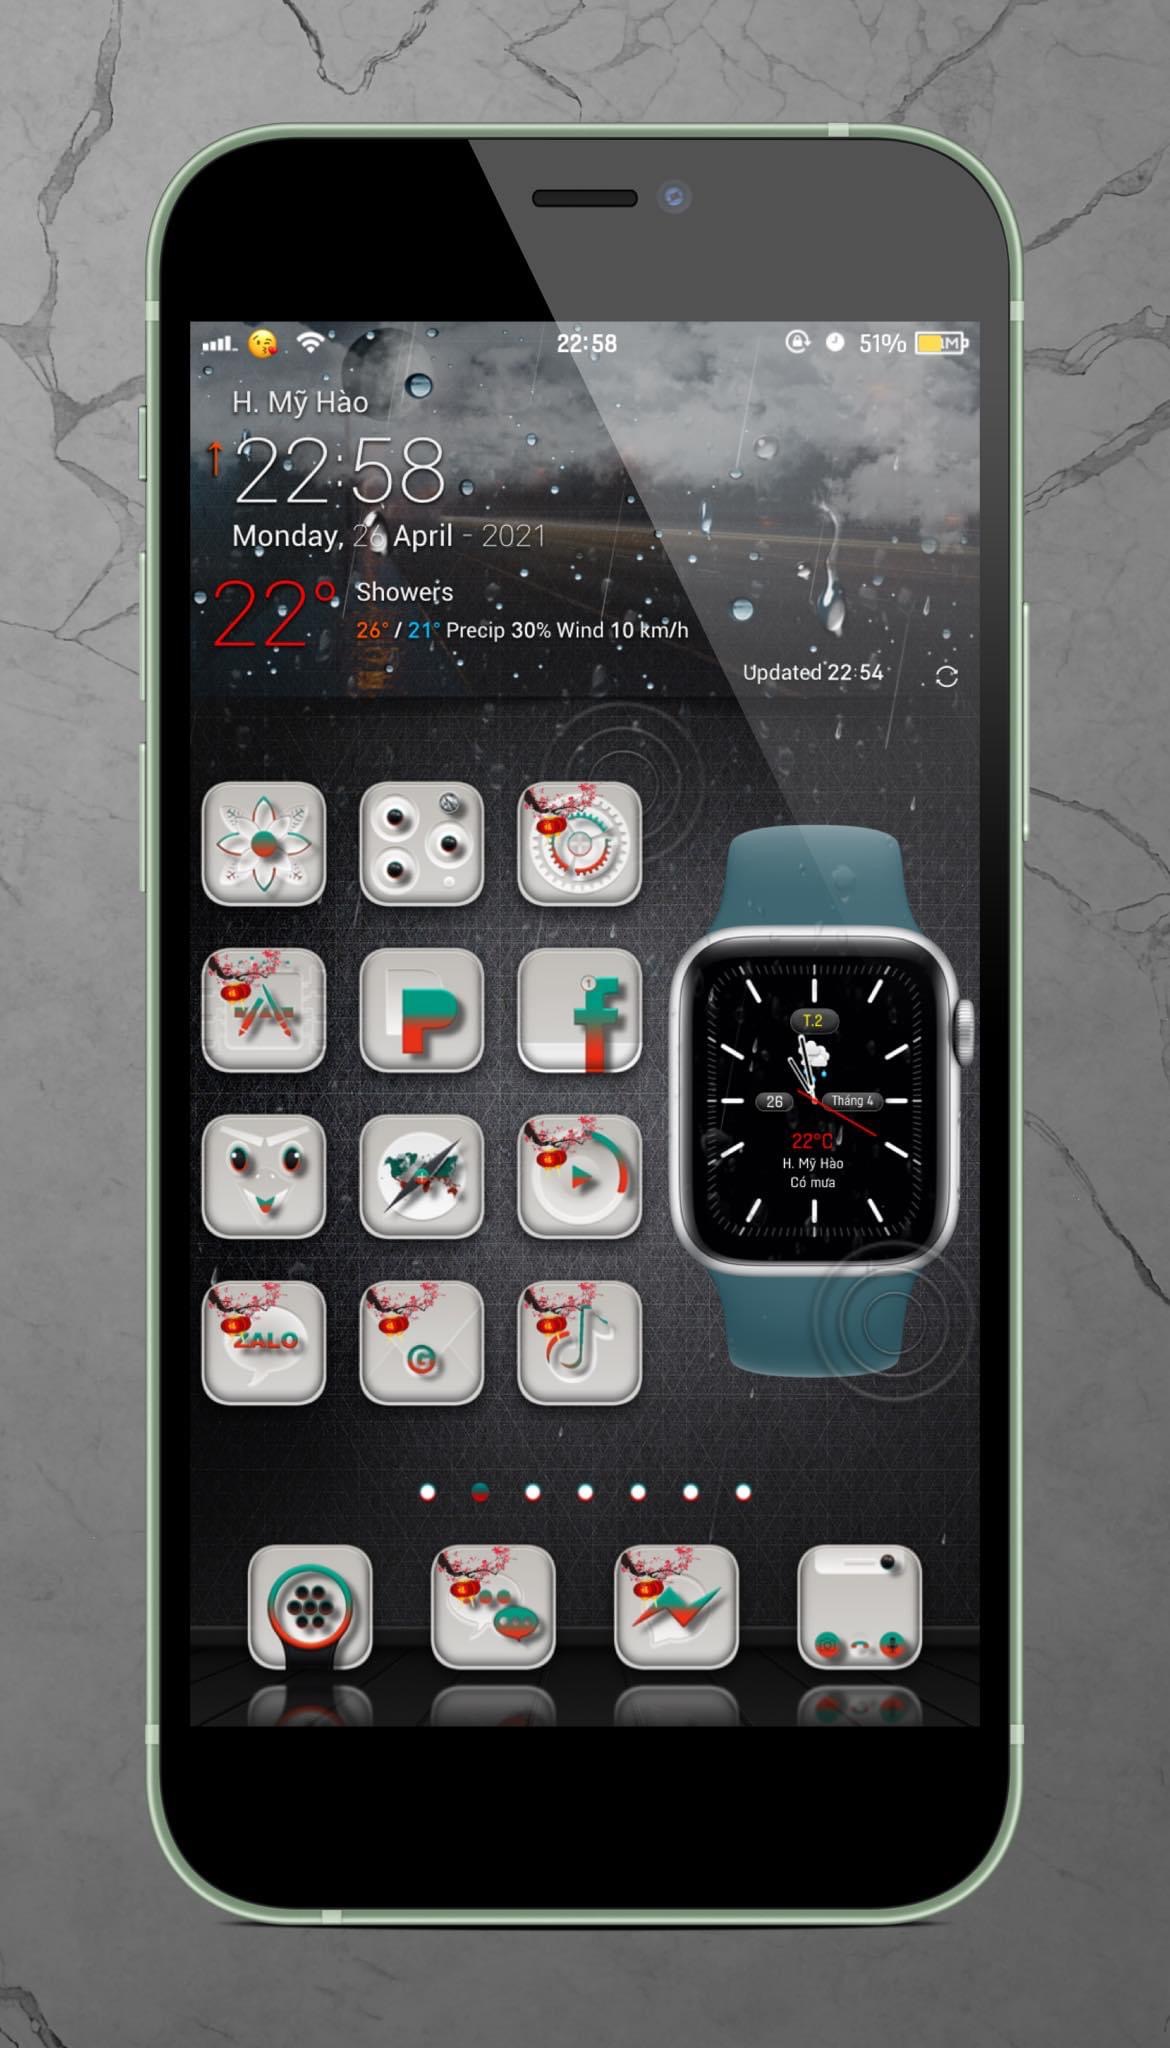 22:58
51%
H. Mỹ Hào
22:58
Monday, 26 April - 2021
22° Showers
26° / 21° Precip 30% Wind 10 km/h
Updated 22:54
T.2
26 Tháng 4
22°C
H. Mỹ Hào
Có mưa
P
f
1
ZALO
G